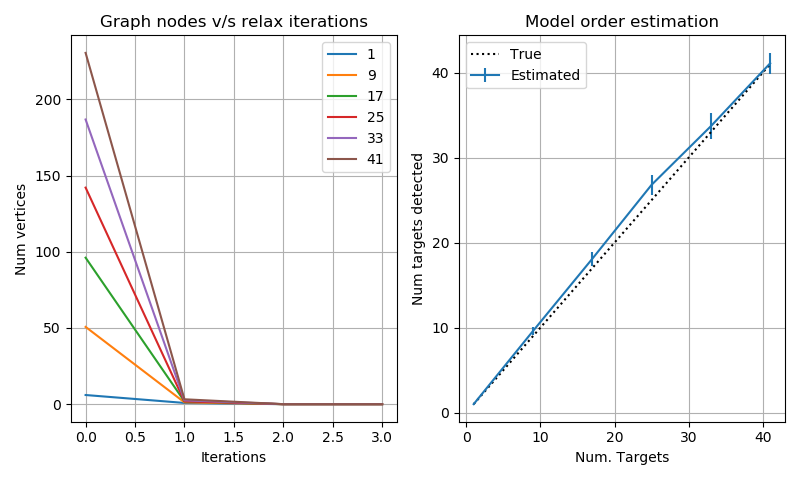 Graph nodes v/s relax iterations
Num vertices
200
150
100
50
0
0.0 0.5 1.0 1.5 2.0 2.5 3.0
Iterations
1
9
17
25
33
41
Model order estimation
Num targets detected
40
30
20
10
0
0 10 20 30 40
Num. Targets
True
Estimated